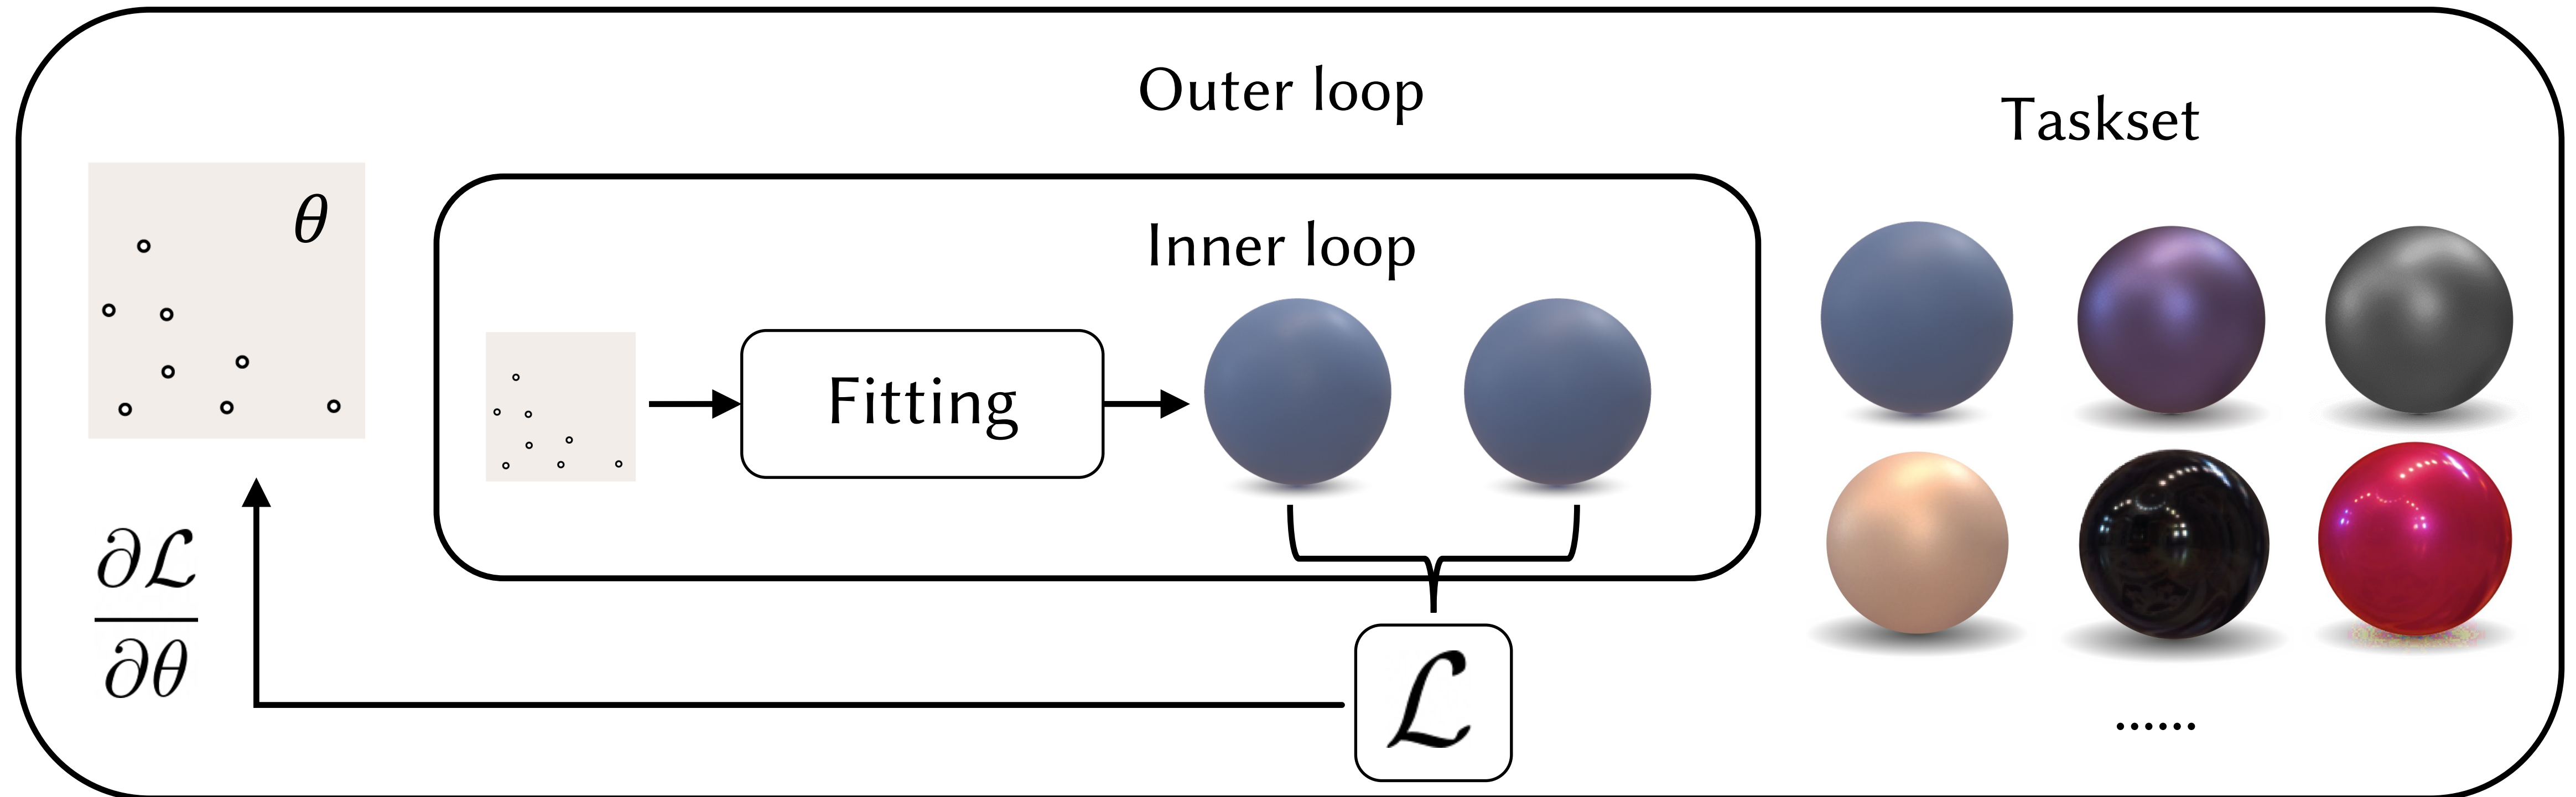 Outer loop
Taskset
θ
Inner loop
Fitting
∂ℒ
∂θ
ℒ
......